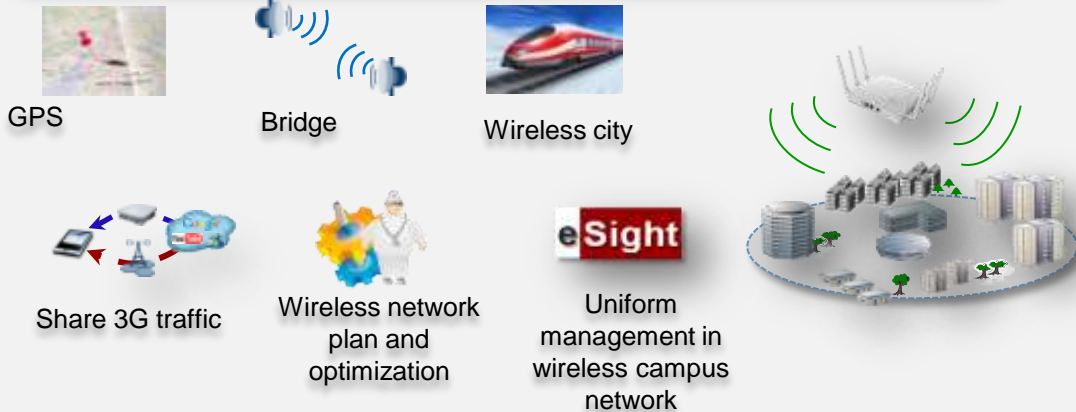 GPS
Bridge
Wireless city
Share 3G traffic
Wireless network
plan and
optimization
eSight
Uniform
management in
wireless campus
network